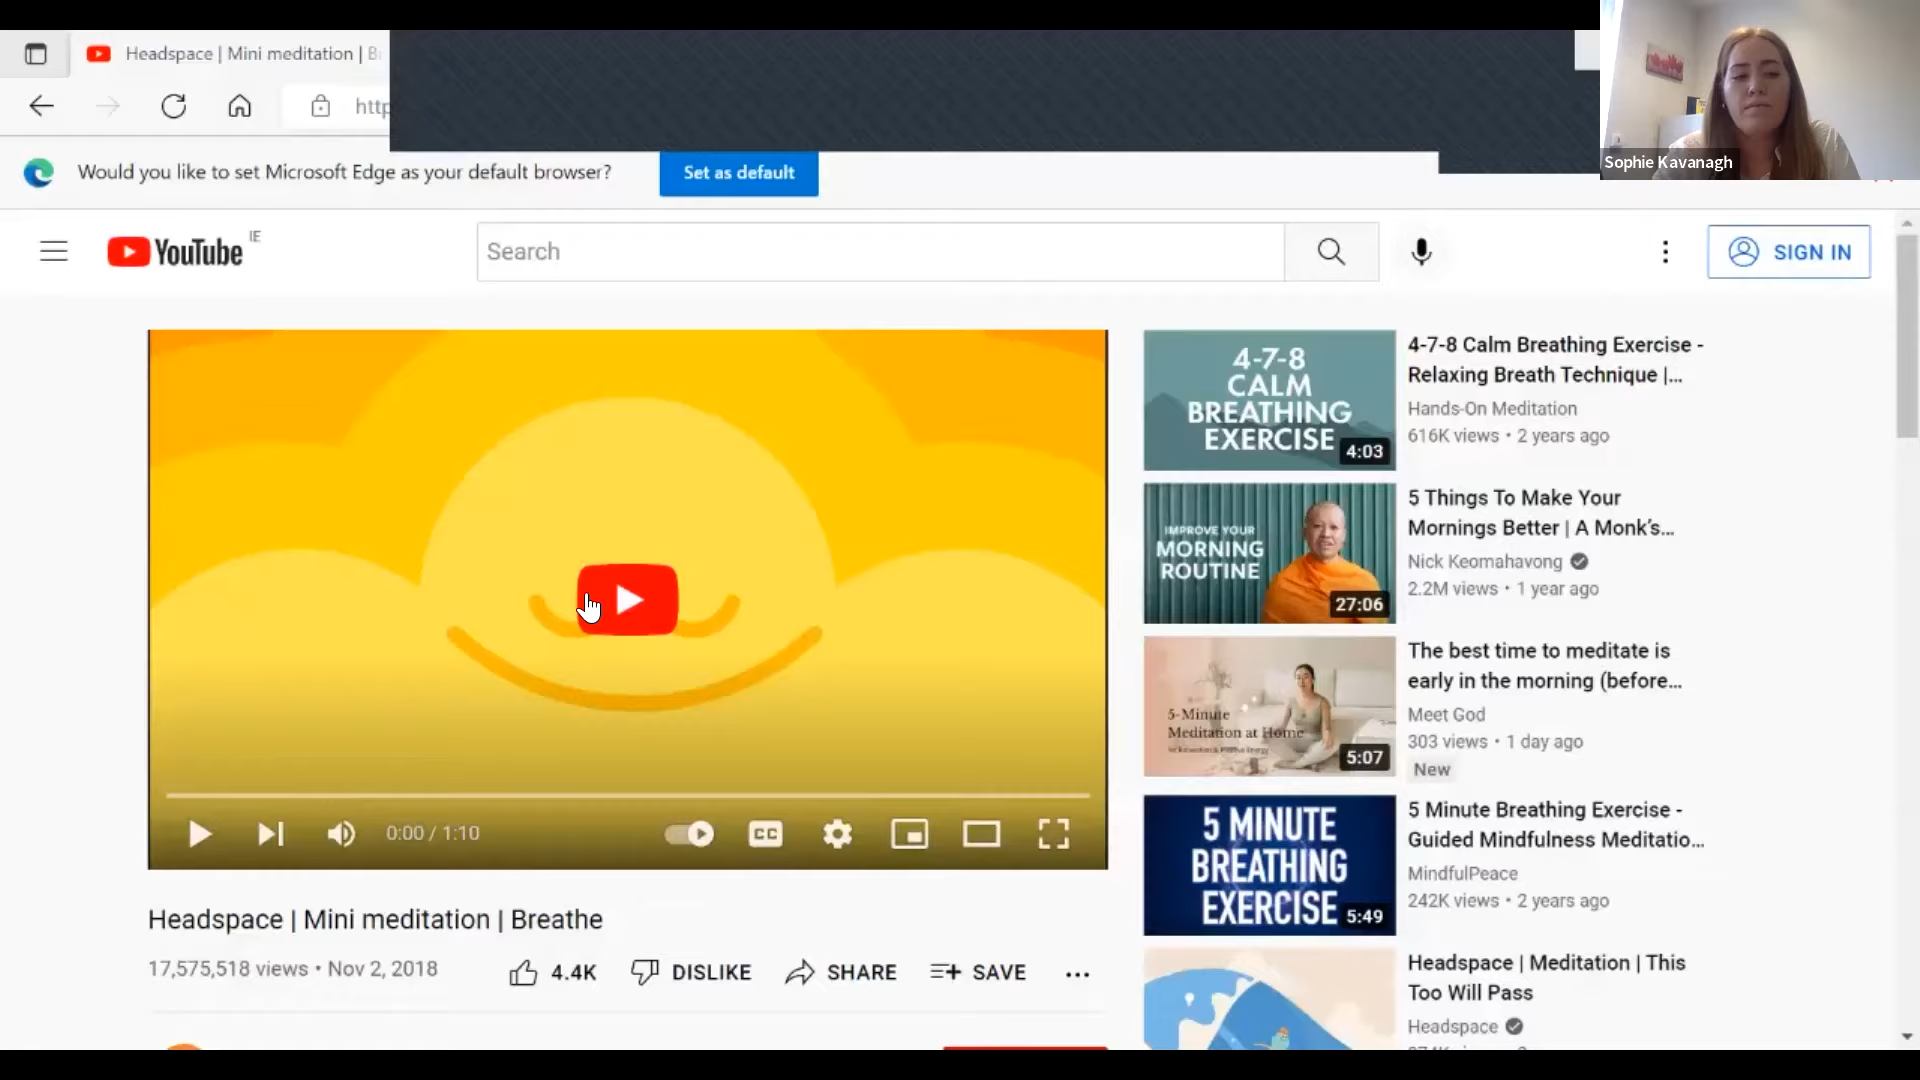 Headspace | Mini meditation | B
http
Sophie Kavanagh
Would you like to set Microsoft Edge as your default browser?
Set as default
YouTube IE
Search
SIGN IN
4-7-8
CALM
BREATHING
EXERCISE
4:03
4-7-8 Calm Breathing Exercise -
Relaxing Breath Technique |...
Hands-On Meditation
616K views • 2 years ago
IMPROVE YOUR
MORNING
ROUTINE
27:06
5 Things To Make Your
Mornings Better | A Monk's...
Nick Keomahavong
2.2M views • 1 year ago
5-Minute
Meditation at Home
5:07
The best time to meditate is
early in the morning (before...
Meet God
303 views • 1 day ago
New
5 MINUTE
BREATHING
EXERCISE
5:49
5 Minute Breathing Exercise -
Guided Mindfulness Meditatio...
MindfulPeace
242K views • 2 years ago
Headspace | Meditation | This
Too Will Pass
Headspace
0:00 / 1:10
CC
Headspace | Mini meditation | Breathe
17,575,518 views • Nov 2, 2018
4.4K
DISLIKE
SHARE
SAVE